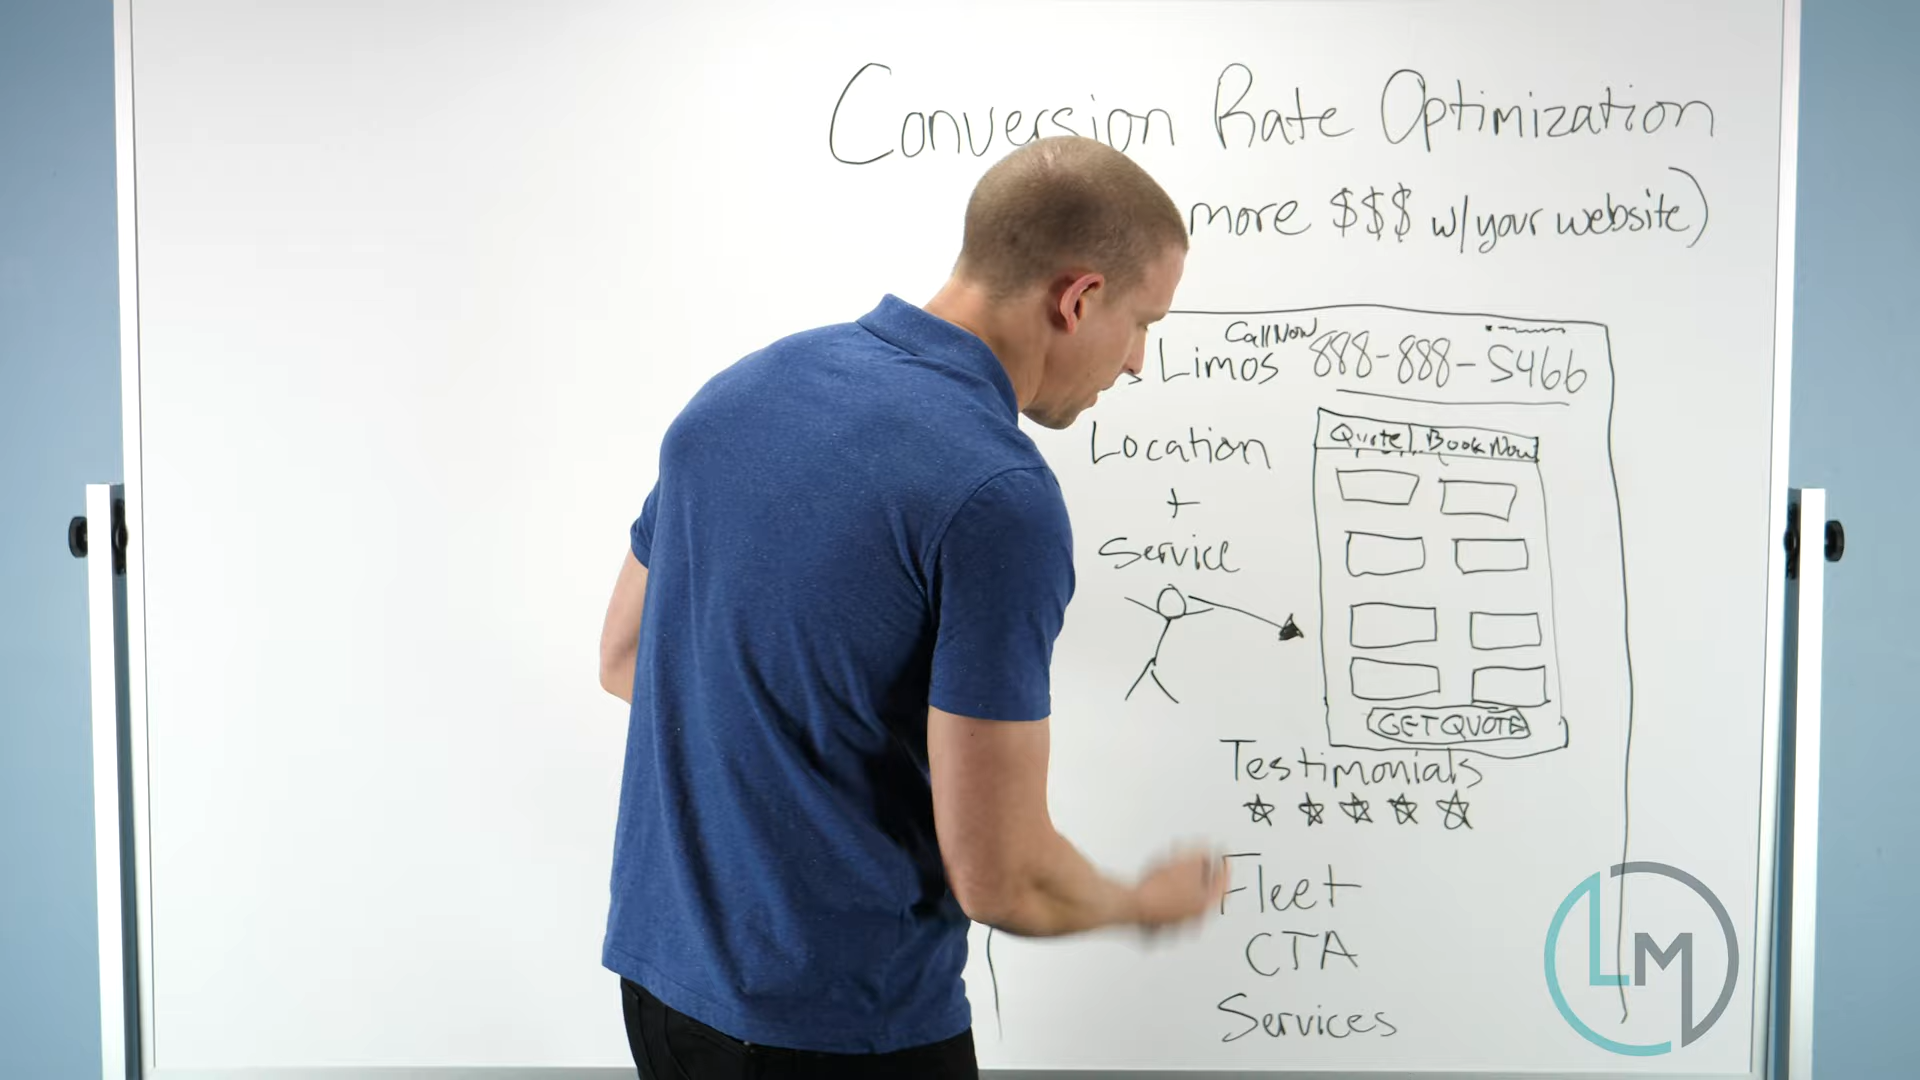 Conversion Rate Optimization
more $$$ w/your website)
Call Now
Limos 888-888-5466
Location
+
Service
Quote Book Now
GET QUOTE
Testimonials
Fleet
CTA
Services
LM